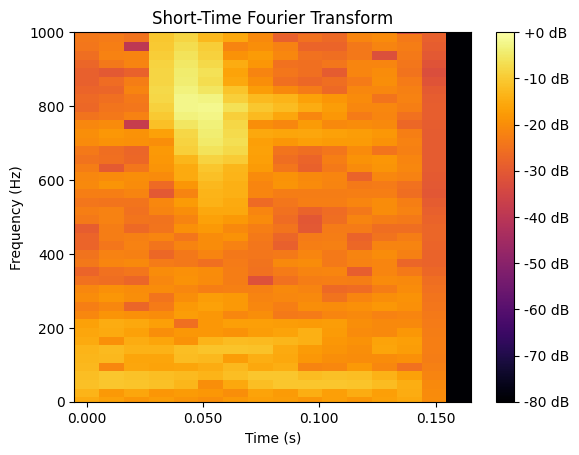 Short-Time Fourier Transform
1000
800
600
400
200
0
Frequency (Hz)
0.000
0.050
0.100
0.150
Time (s)
+0 dB
-10 dB
-20 dB
-30 dB
-40 dB
-50 dB
-60 dB
-70 dB
-80 dB